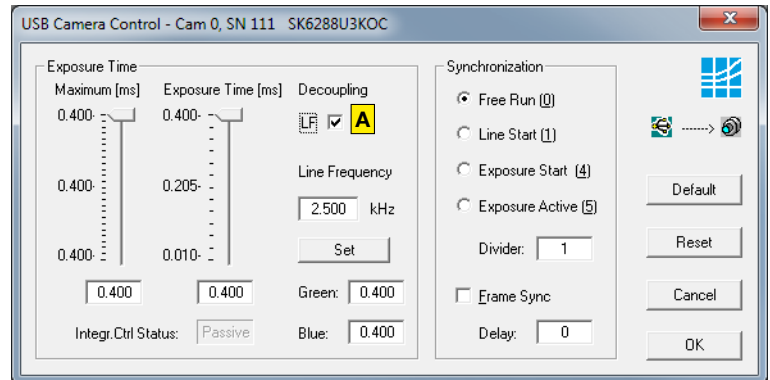 USB Camera Control - Cam 0, SN 111 SK6288U3KOC
Exposure Time
Maximum [ms] Exposure Time [ms] Decoupling
0.400- 0.400- LF A
0.400- 0.205-
0.400- 0.010-
0.400 0.400
Line Frequency
2.500 kHz
Set
Green: 0.400
Integr.Ctrl Status: Passive Blue: 0.400
Synchronization
Free Run (0)
Line Start (1)
Exposure Start (4)
Exposure Active (5)
Divider: 1
Frame Sync
Delay: 0
Default
Reset
Cancel
OK